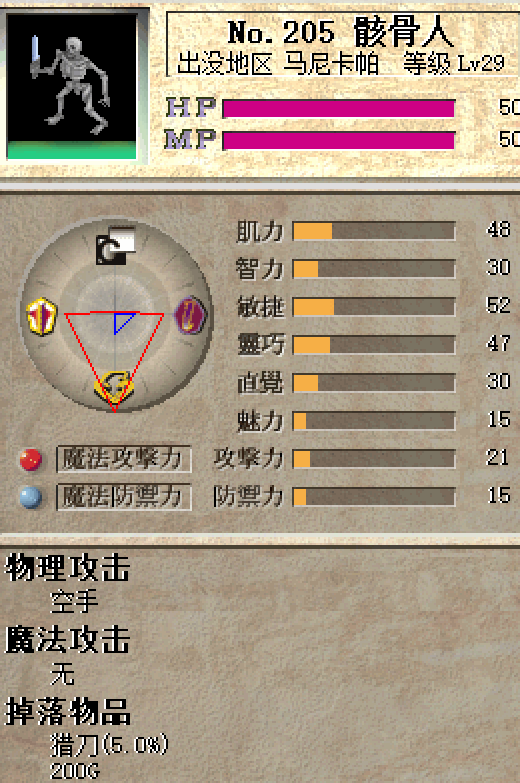 No. 205 骸骨人
出没地区 马尼卡帕 等级 Lv29
HP 50
MP 50
肌力 48
智力 30
敏捷 52
靈巧 47
直覺 30
魅力 15
魔法攻擊力 攻擊力 21
魔法防禦力 防禦力 15
物理攻击
空手
魔法攻击
无
掉落物品
猎刀(5.0%)
200G